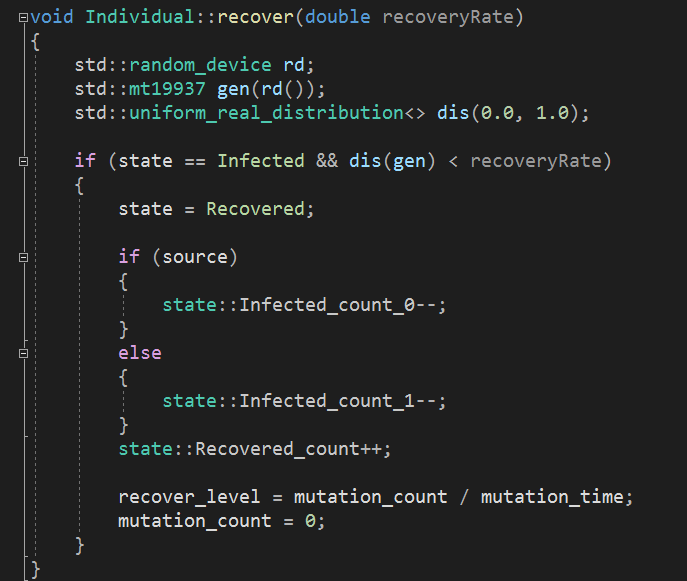 void Individual::recover(double recoveryRate)
{
    std::random_device rd;
    std::mt19937 gen(rd());
    std::uniform_real_distribution<> dis(0.0, 1.0);

    if (state == Infected && dis(gen) < recoveryRate)
    {
        state = Recovered;

        if (source)
        {
            state::Infected_count_0--;
        }
        else
        {
            state::Infected_count_1--;
        }
        state::Recovered_count++;

        recover_level = mutation_count / mutation_time;
        mutation_count = 0;
    }
}